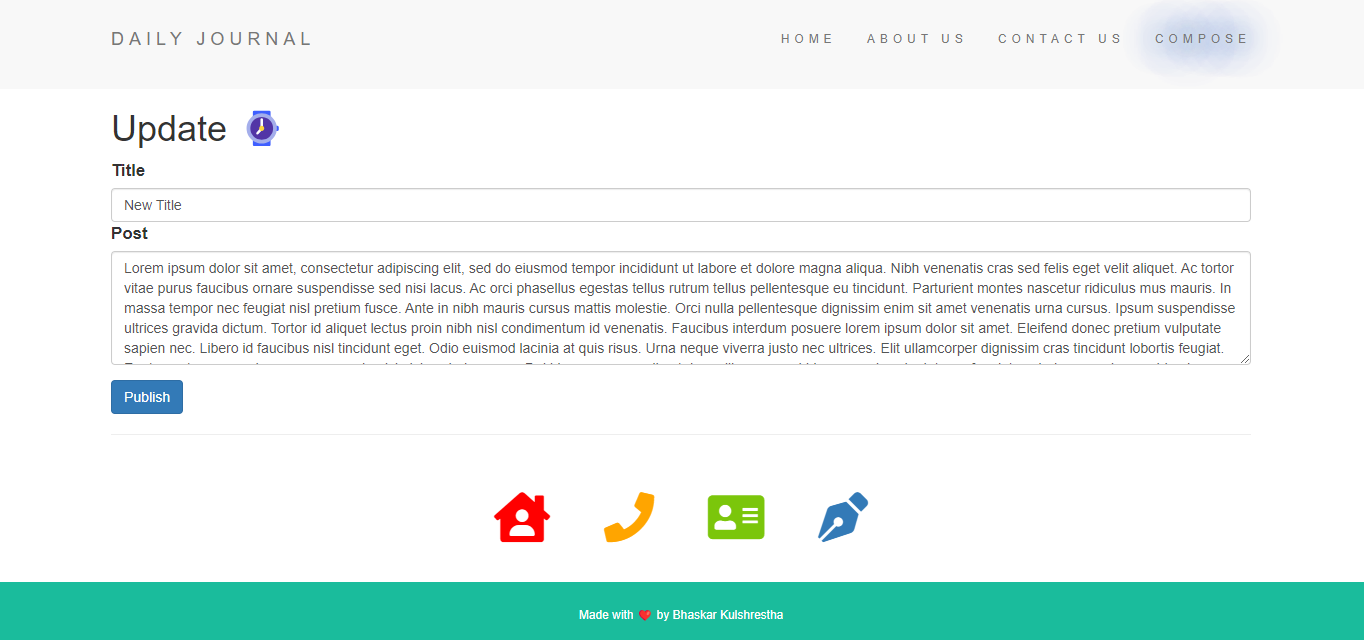 DAILY JOURNAL
HOME ABOUT US CONTACT US COMPOSE
Update
Title
New Title
Post
Lorem ipsum dolor sit amet, consectetur adipiscing elit, sed do eiusmod tempor incididunt ut labore et dolore magna aliqua. Nibh venenatis cras sed felis eget velit aliquet. Ac tortor
vitae purus faucibus ornare suspendisse sed nisi lacus. Ac orci phasellus egestas tellus rutrum tellus pellentesque eu tincidunt. Parturient montes nascetur ridiculus mus mauris. In
massa tempor nec feugiat nisl pretium fusce. Ante in nibh mauris cursus mattis molestie. Orci nulla pellentesque dignissim enim sit amet venenatis urna cursus. Ipsum suspendisse
ultrices gravida dictum. Tortor id aliquet lectus proin nibh nisl condimentum id venenatis. Faucibus interdum posuere lorem ipsum dolor sit amet. Eleifend donec pretium vulputate
sapien nec. Libero id faucibus nisl tincidunt eget. Odio euismod lacinia at quis risus. Urna neque viverra justo nec ultrices. Elit ullamcorper dignissim cras tincidunt lobortis feugiat.
Publish
Made with ❤ by Bhaskar Kulshrestha